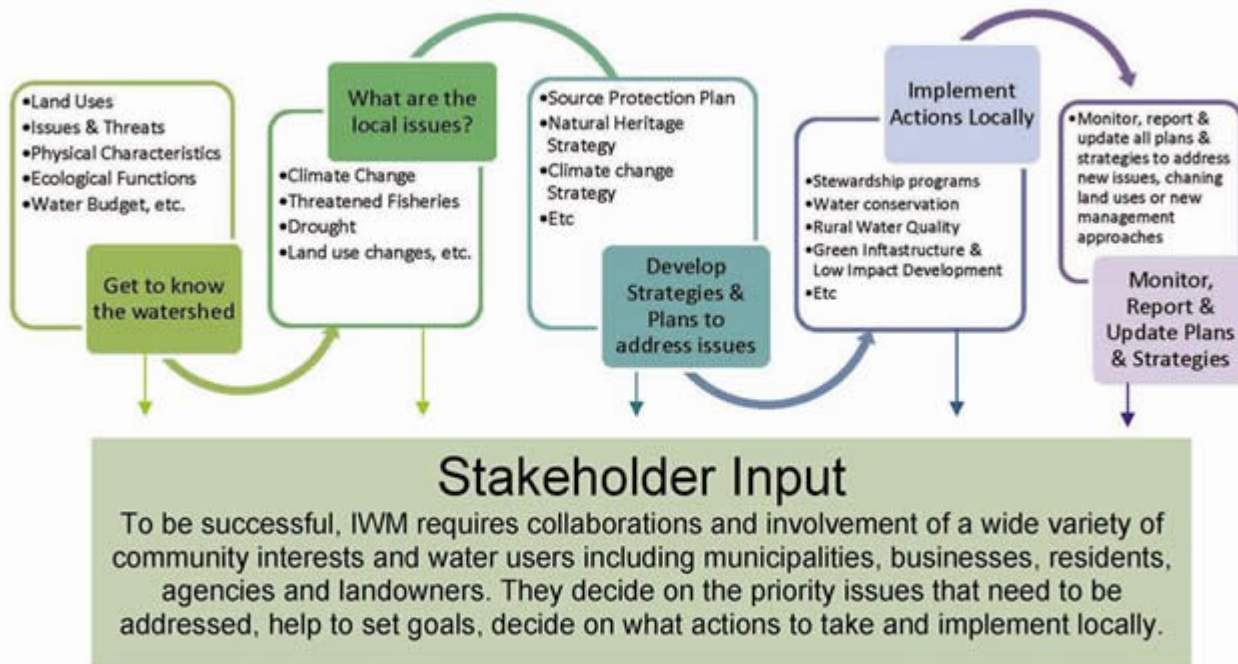 •Land Uses
•Issues & Threats
•Physical Characteristics
•Ecological Functions
•Water Budget, etc.
Get to know
the watershed
What are the
local issues?
•Climate Change
•Threatened Fisheries
•Drought
•Land use changes, etc.
•Source Protection Plan
•Natural Heritage
Strategy
•Climate change
Strategy
•Etc
Develop
Strategies &
Plans to
address issues
Implement
Actions Locally
•Stewardship programs
•Water conservation
•Rural Water Quality
•Green Inftastructure &
Low Impact Development
•Etc
•Monitor, report &
update all plans &
strategies to address
new issues, chaning
land uses or new
management
approaches
Monitor,
Report &
Update Plans
& Strategies
Stakeholder Input
To be successful, IWM requires collaborations and involvement of a wide variety of
community interests and water users including municipalities, businesses, residents,
agencies and landowners. They decide on the priority issues that need to be
addressed, help to set goals, decide on what actions to take and implement locally.